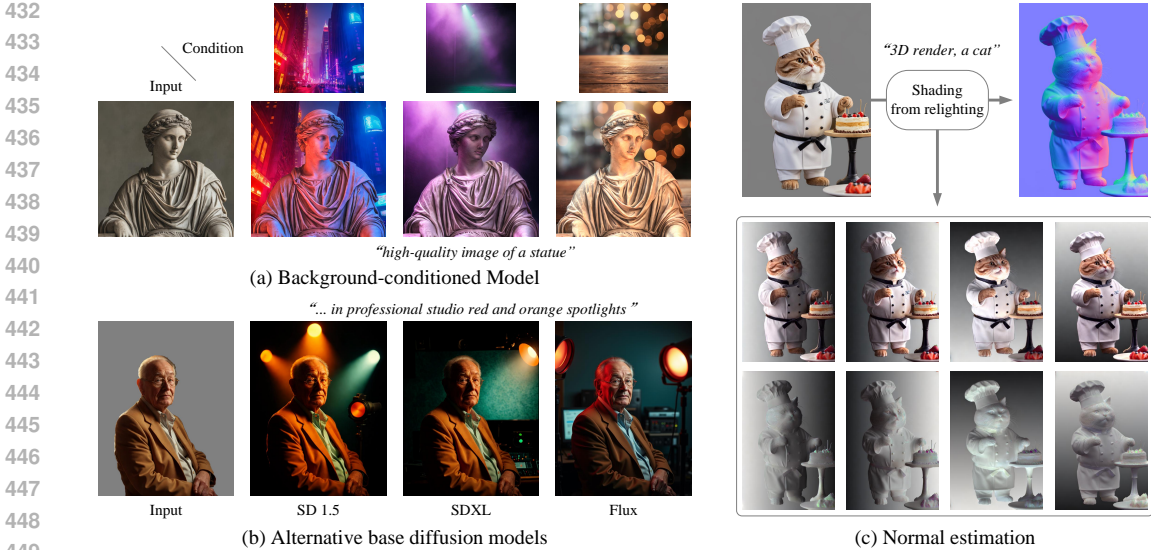 432
433
434
435
436
437
438
439
440
441
442
443
444
445
446
447
448
Condition
Input
"high-quality image of a statue"
(a) Background-conditioned Model
"... in professional studio red and orange spotlights ”
Input SD 1.5 SDXL Flux
(b) Alternative base diffusion models
“3D render, a cat”
Shading
from relighting
(c) Normal estimation